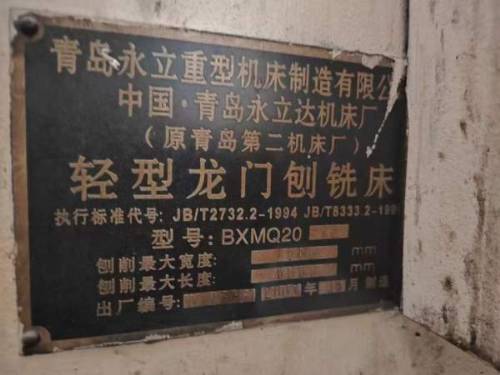 青岛永立重型机床制造有限公
中国·青岛永立达机床厂
(原青岛第二机床厂)
轻型龙门刨铣床
执行标准代号: JB/T2732.2-1994 JB/T8333.2-199
型号: BXMQ20
刨削最大宽度: mm
刨削最大长度: mm
出厂编号: 年 月 制造